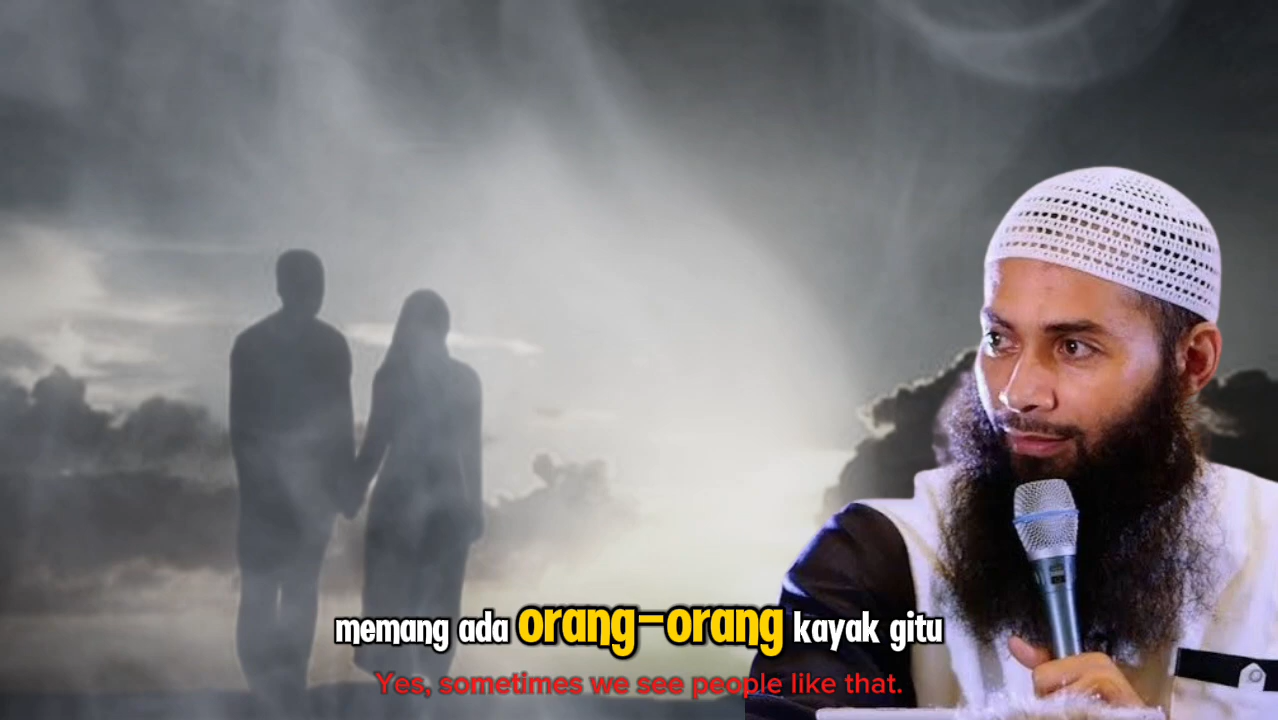 memang ada orang-orang kayak gitu
Yes, sometimes we see people like that.